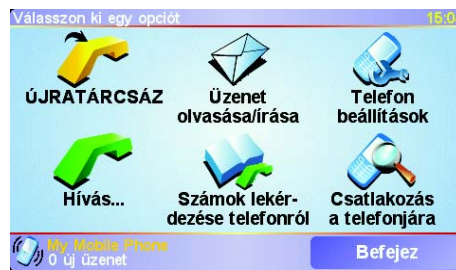 Válasszon ki egy opciót 15:0
ÚJRATÁRCSÁZ
Üzenet
olvasása/írása
Telefon
beállítások
Hívás...
Számok lekér-
dezése telefonról
Csatlakozás
a telefonjára
My Mobile Phone
0 új üzenet
Befejez